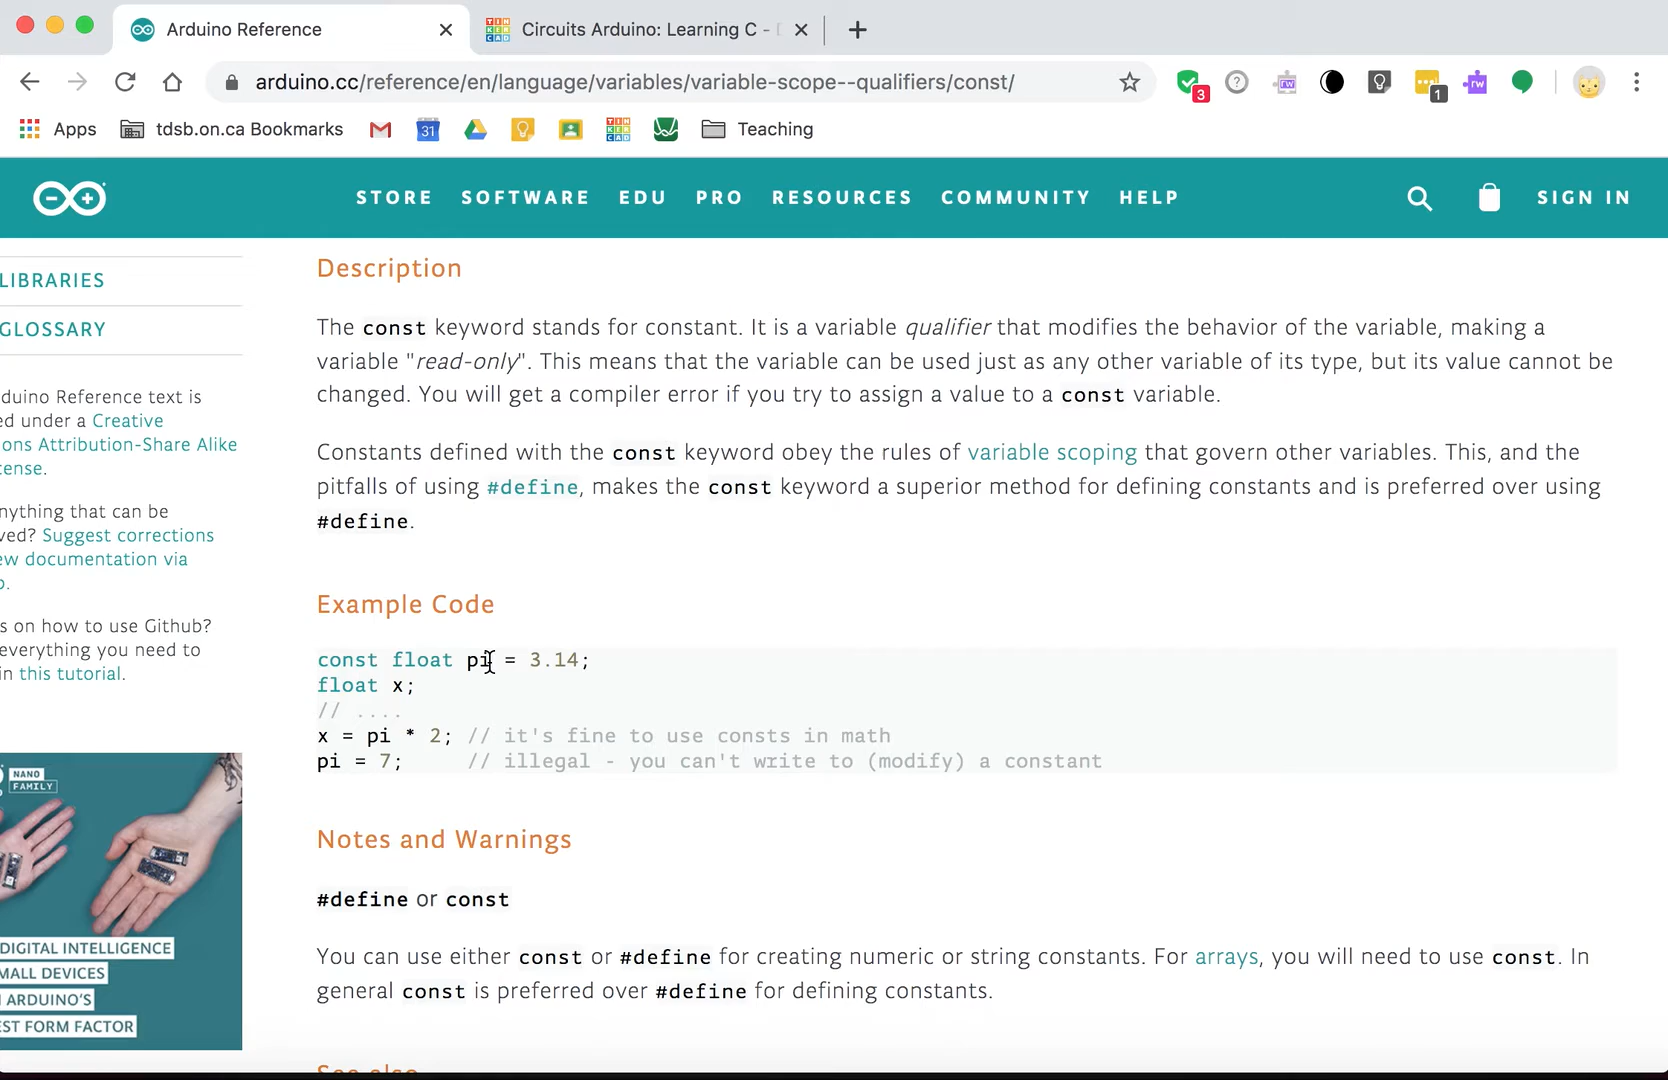 Arduino Reference
Circuits Arduino: Learning C -
arduino.cc/reference/en/language/variables/variable-scope--qualifiers/const/
3
1
rw
rw
Apps
tdsb.on.ca Bookmarks
31
TINKERCAD
Teaching
STORE SOFTWARE EDU PRO RESOURCES COMMUNITY HELP
SIGN IN
LIBRARIES
GLOSSARY
duino Reference text is
ed under a Creative
ons Attribution-Share Alike
cense.
nything that can be
ved? Suggest corrections
ew documentation via
b.
s on how to use Github?
everything you need to
in this tutorial.
NANO
FAMILY
DIGITAL INTELLIGENCE
MALL DEVICES
N ARDUINO'S
EST FORM FACTOR
Description
The const keyword stands for constant. It is a variable qualifier that modifies the behavior of the variable, making a
variable "read-only". This means that the variable can be used just as any other variable of its type, but its value cannot be
changed. You will get a compiler error if you try to assign a value to a const variable.
Constants defined with the const keyword obey the rules of variable scoping that govern other variables. This, and the
pitfalls of using #define, makes the const keyword a superior method for defining constants and is preferred over using
#define.
Example Code
const float pi = 3.14;
float x;
// ....
x = pi * 2; // it's fine to use consts in math
pi = 7; // illegal - you can't write to (modify) a constant
Notes and Warnings
#define or const
You can use either const or #define for creating numeric or string constants. For arrays, you will need to use const. In
general const is preferred over #define for defining constants.
See also